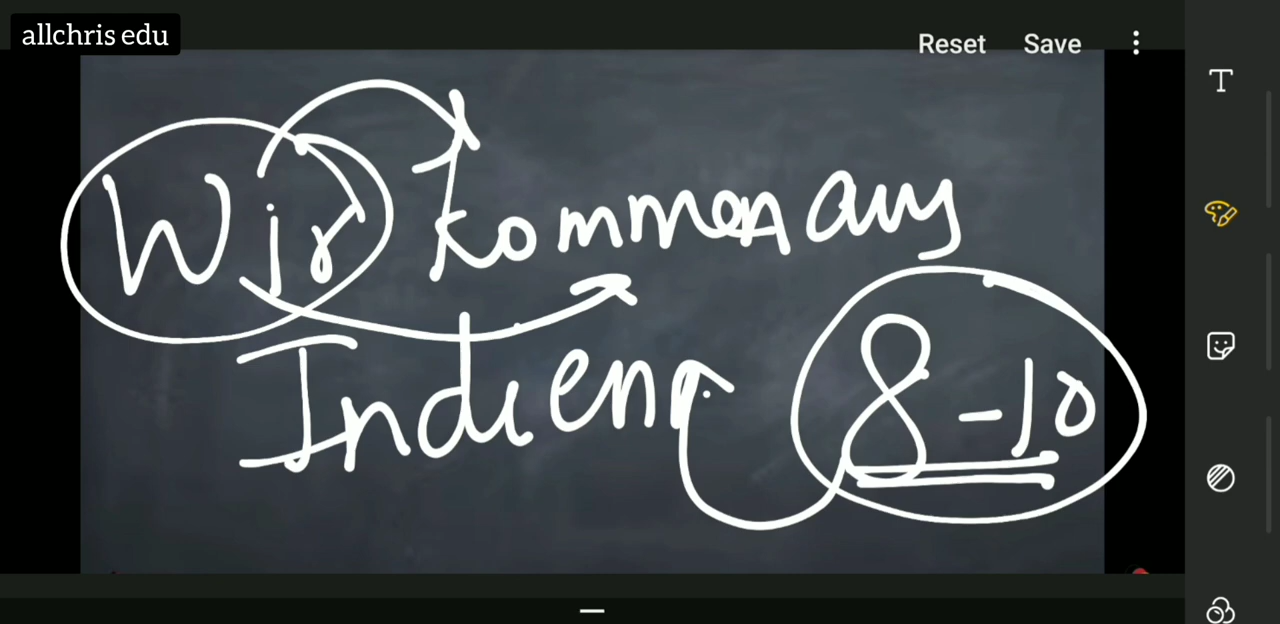 allchris edu
Reset Save
T
Wir kommen aus
Indien
8-10